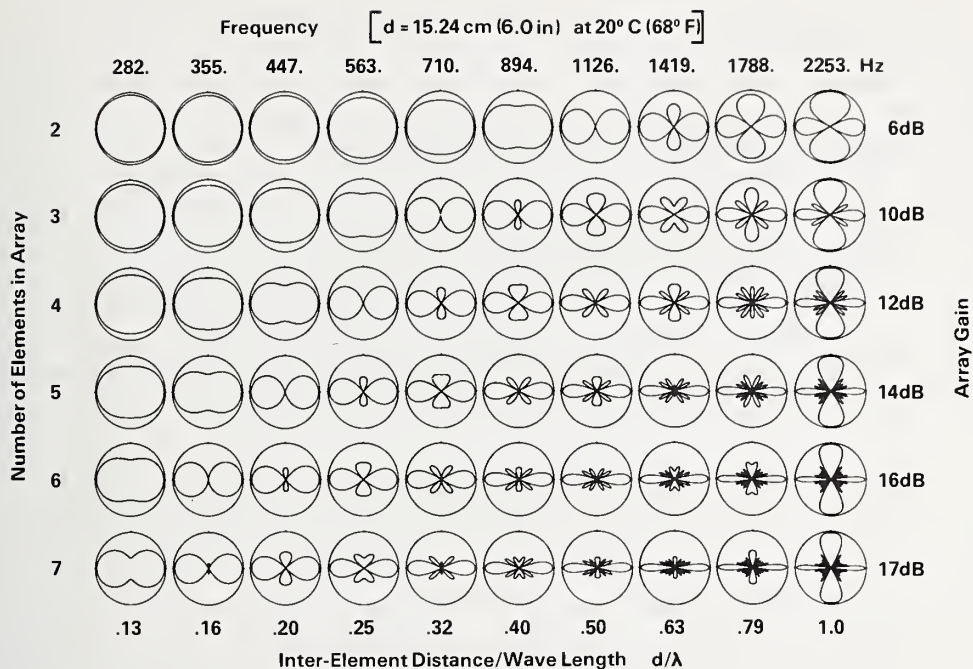 Frequency [d = 15.24 cm (6.0 in) at 20° C (68° F)]
282. 355. 447. 563. 710. 894. 1126. 1419. 1788. 2253. Hz
Number of Elements in Array
2 6dB
3 10dB
4 12dB
5 14dB
6 16dB
7 17dB
Array Gain
.13 .16 .20 .25 .32 .40 .50 .63 .79 1.0
Inter-Element Distance/Wave Length d/λ